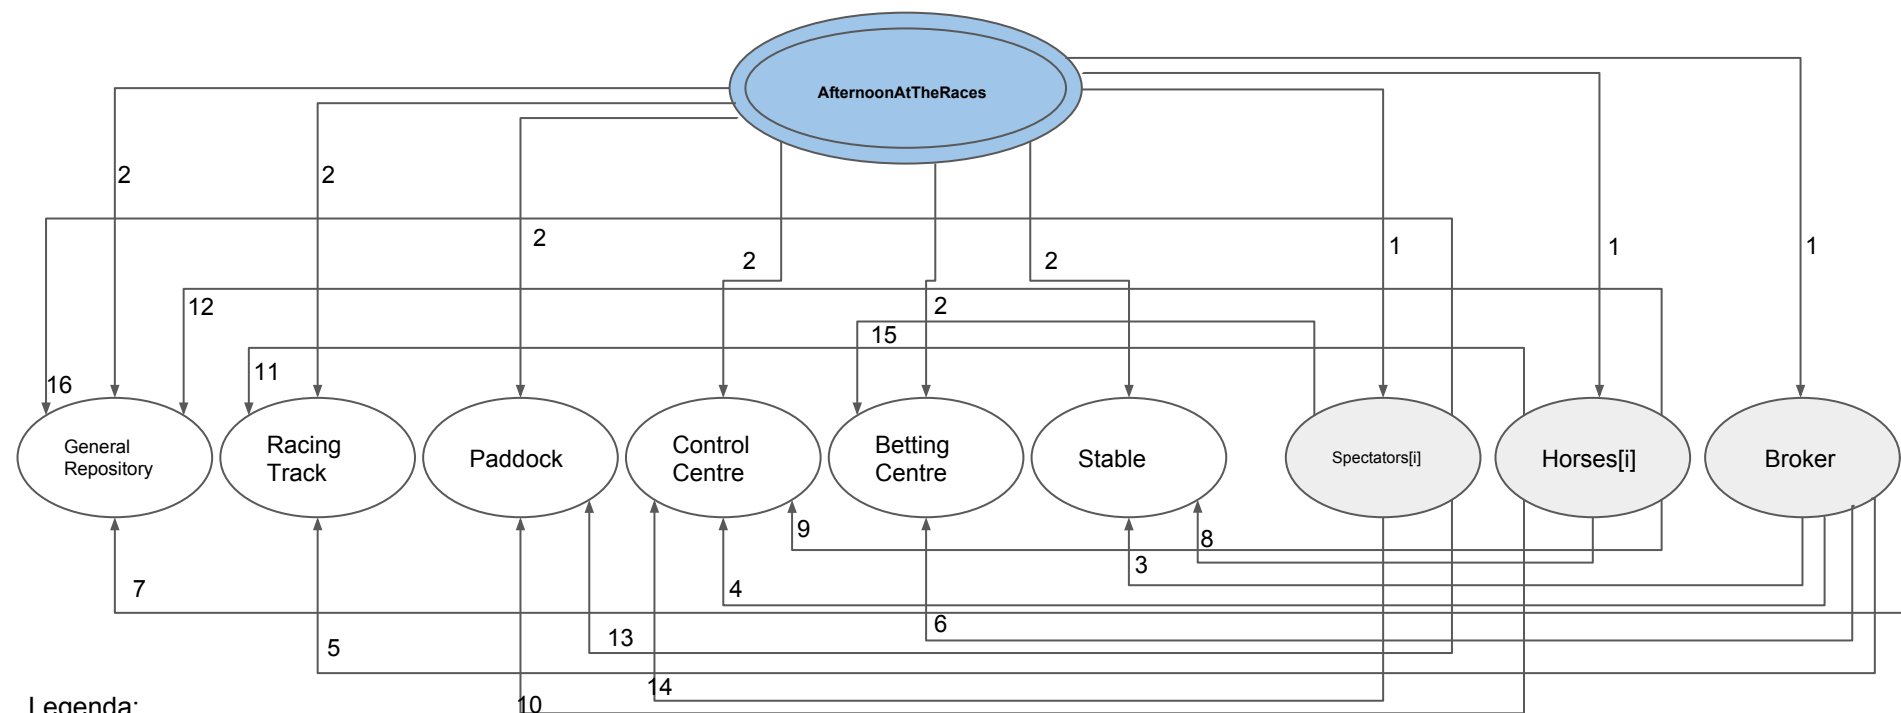 AfternoonAtTheRaces
2
2
2
2
2
2
1
1
1
12
15
11
16
General
Repository
Racing
Track
Paddock
Control
Centre
Betting
Centre
Stable
Spectators[i]
Horses[i]
Broker
9
8
3
7
4
6
13
5
14
10
Legenda: